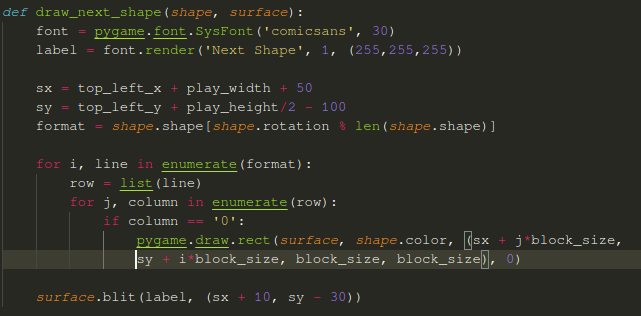 def draw_next_shape(shape, surface):
    font = pygame.font.SysFont('comicsans', 30)
    label = font.render('Next Shape', 1, (255,255,255))

    sx = top_left_x + play_width + 50
    sy = top_left_y + play_height/2 - 100
    format = shape.shape[shape.rotation % len(shape.shape)]

    for i, line in enumerate(format):
        row = list(line)
        for j, column in enumerate(row):
            if column == '0':
                pygame.draw.rect(surface, shape.color, (sx + j*block_size,
                sy + i*block_size, block_size, block_size), 0)

    surface.blit(label, (sx + 10, sy - 30))